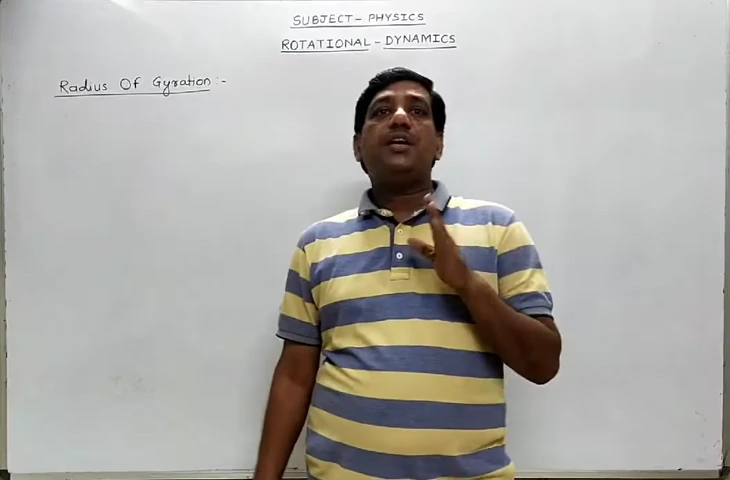 SUBJECT- PHYSICS
ROTATIONAL - DYNAMICS
Radius Of Gyration :-